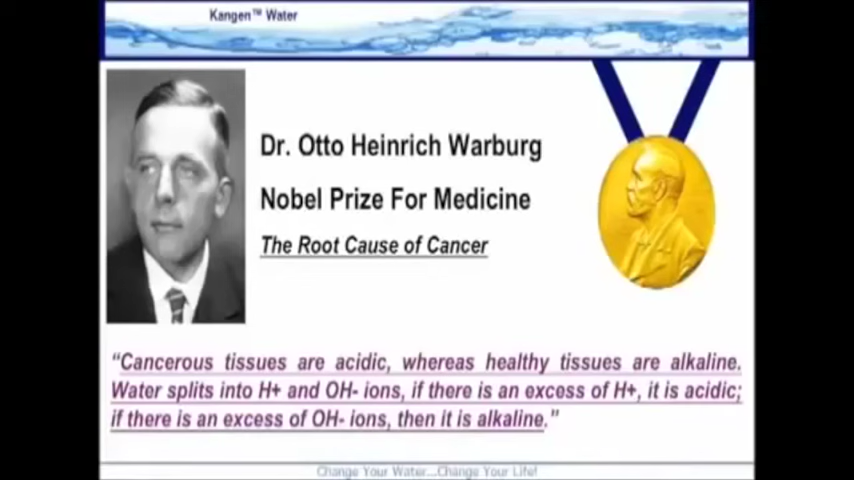 Kangen™ Water
Dr. Otto Heinrich Warburg
Nobel Prize For Medicine
The Root Cause of Cancer
“Cancerous tissues are acidic, whereas healthy tissues are alkaline.
Water splits into H+ and OH- ions, if there is an excess of H+, it is acidic;
if there is an excess of OH- ions, then it is alkaline.”
Change Your Water...Change Your Life!